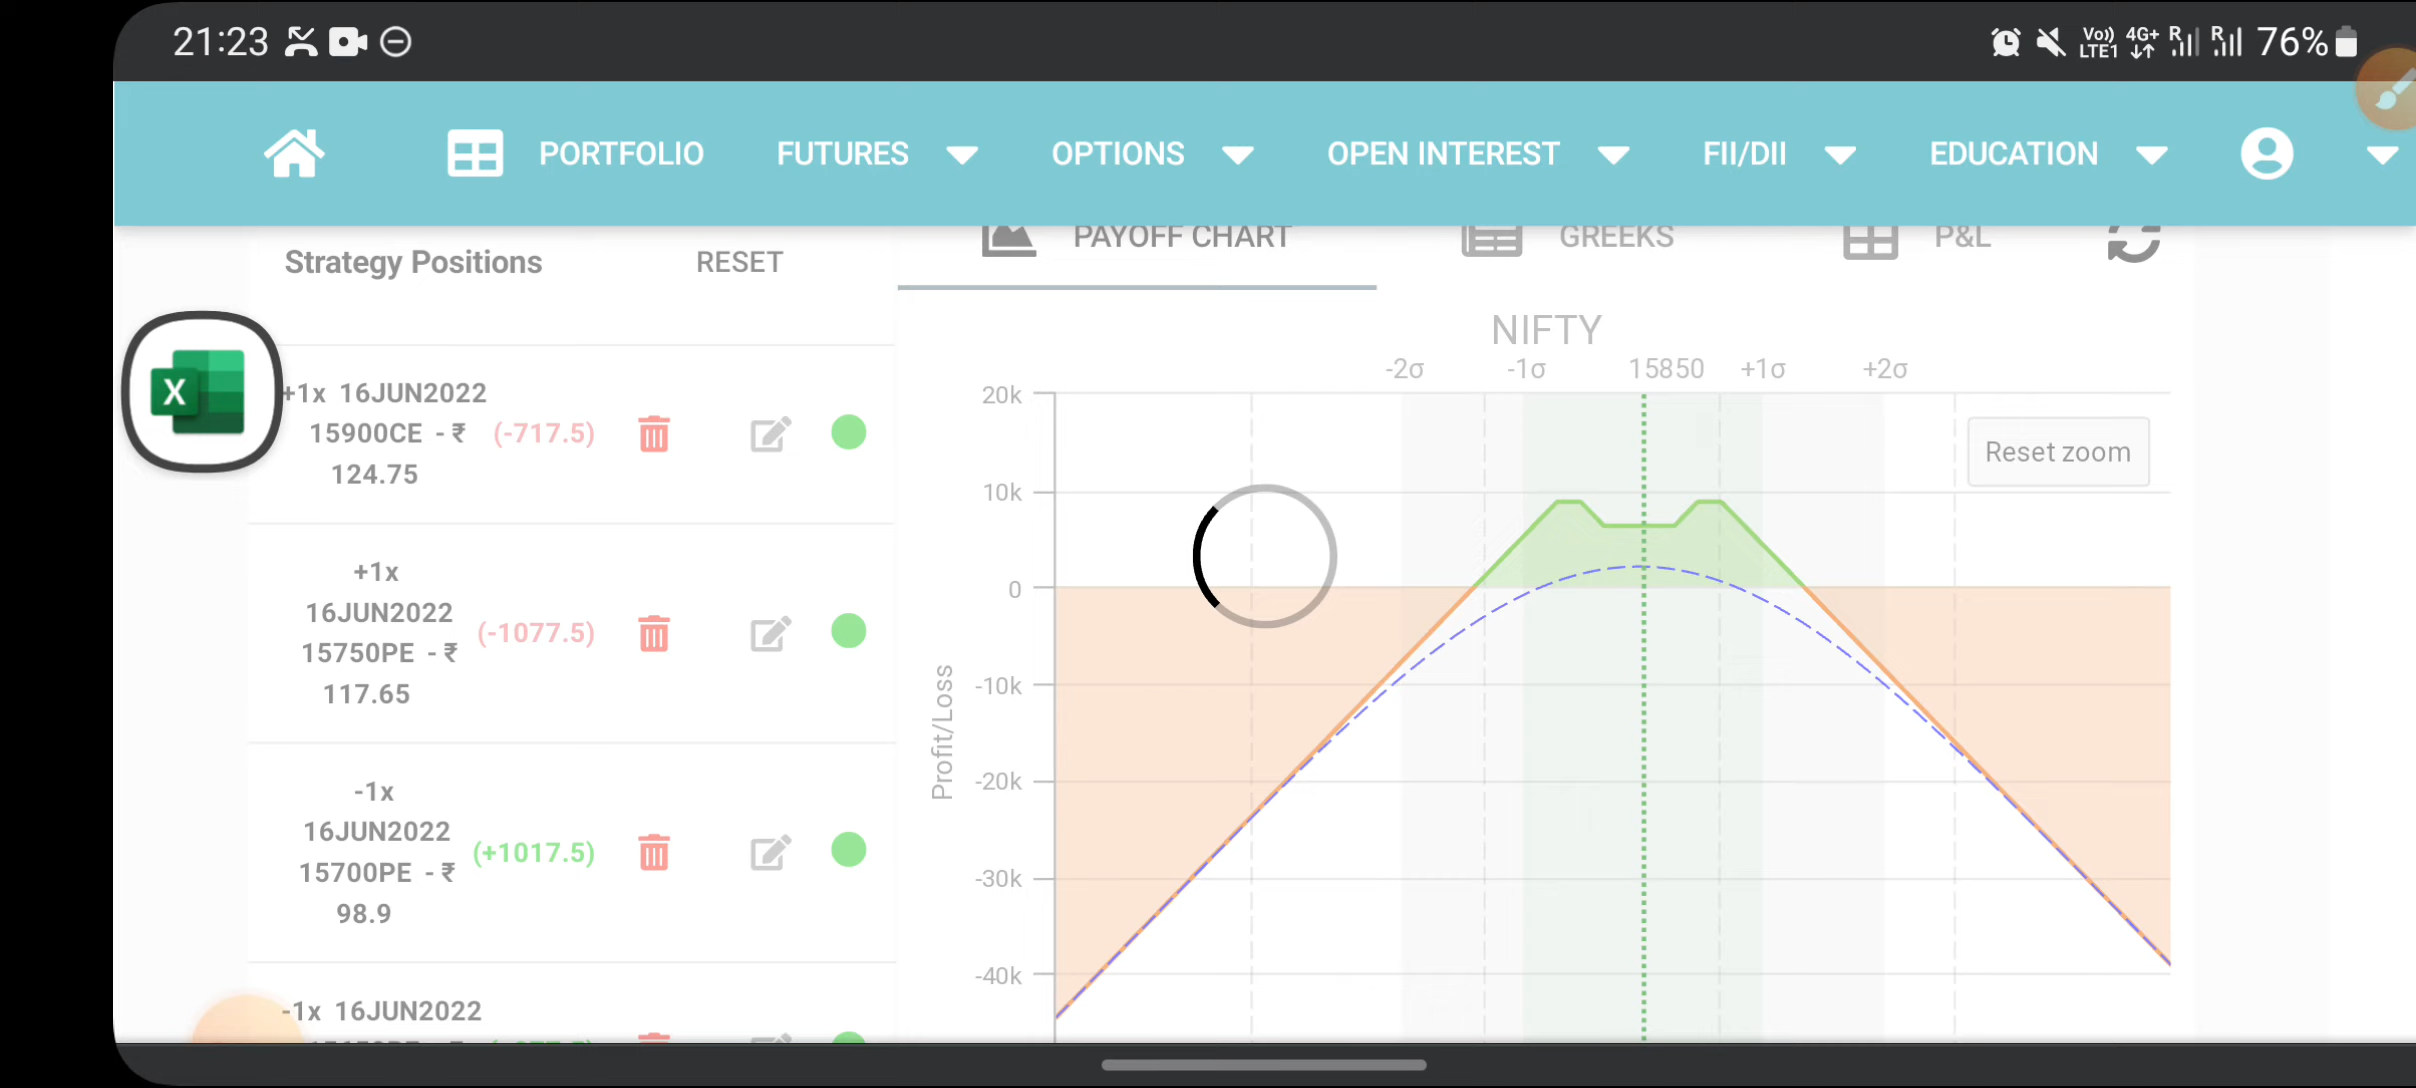 21:23
Vo)) LTE1 4G+ R R 76%
PORTFOLIO FUTURES OPTIONS OPEN INTEREST FII/DII EDUCATION
Strategy Positions RESET
PAYOFF CHART GREEKS P&L
X
+1x 16JUN2022
15900CE - ₹ (-717.5)
124.75
+1x
16JUN2022
15750PE - ₹ (-1077.5)
117.65
-1x
16JUN2022
15700PE - ₹ (+1017.5)
98.9
-1x 16JUN2022
NIFTY
-2σ -1σ 15850 +1σ +2σ
Reset zoom
20k
10k
0
-10k
-20k
-30k
-40k
Profit/Loss